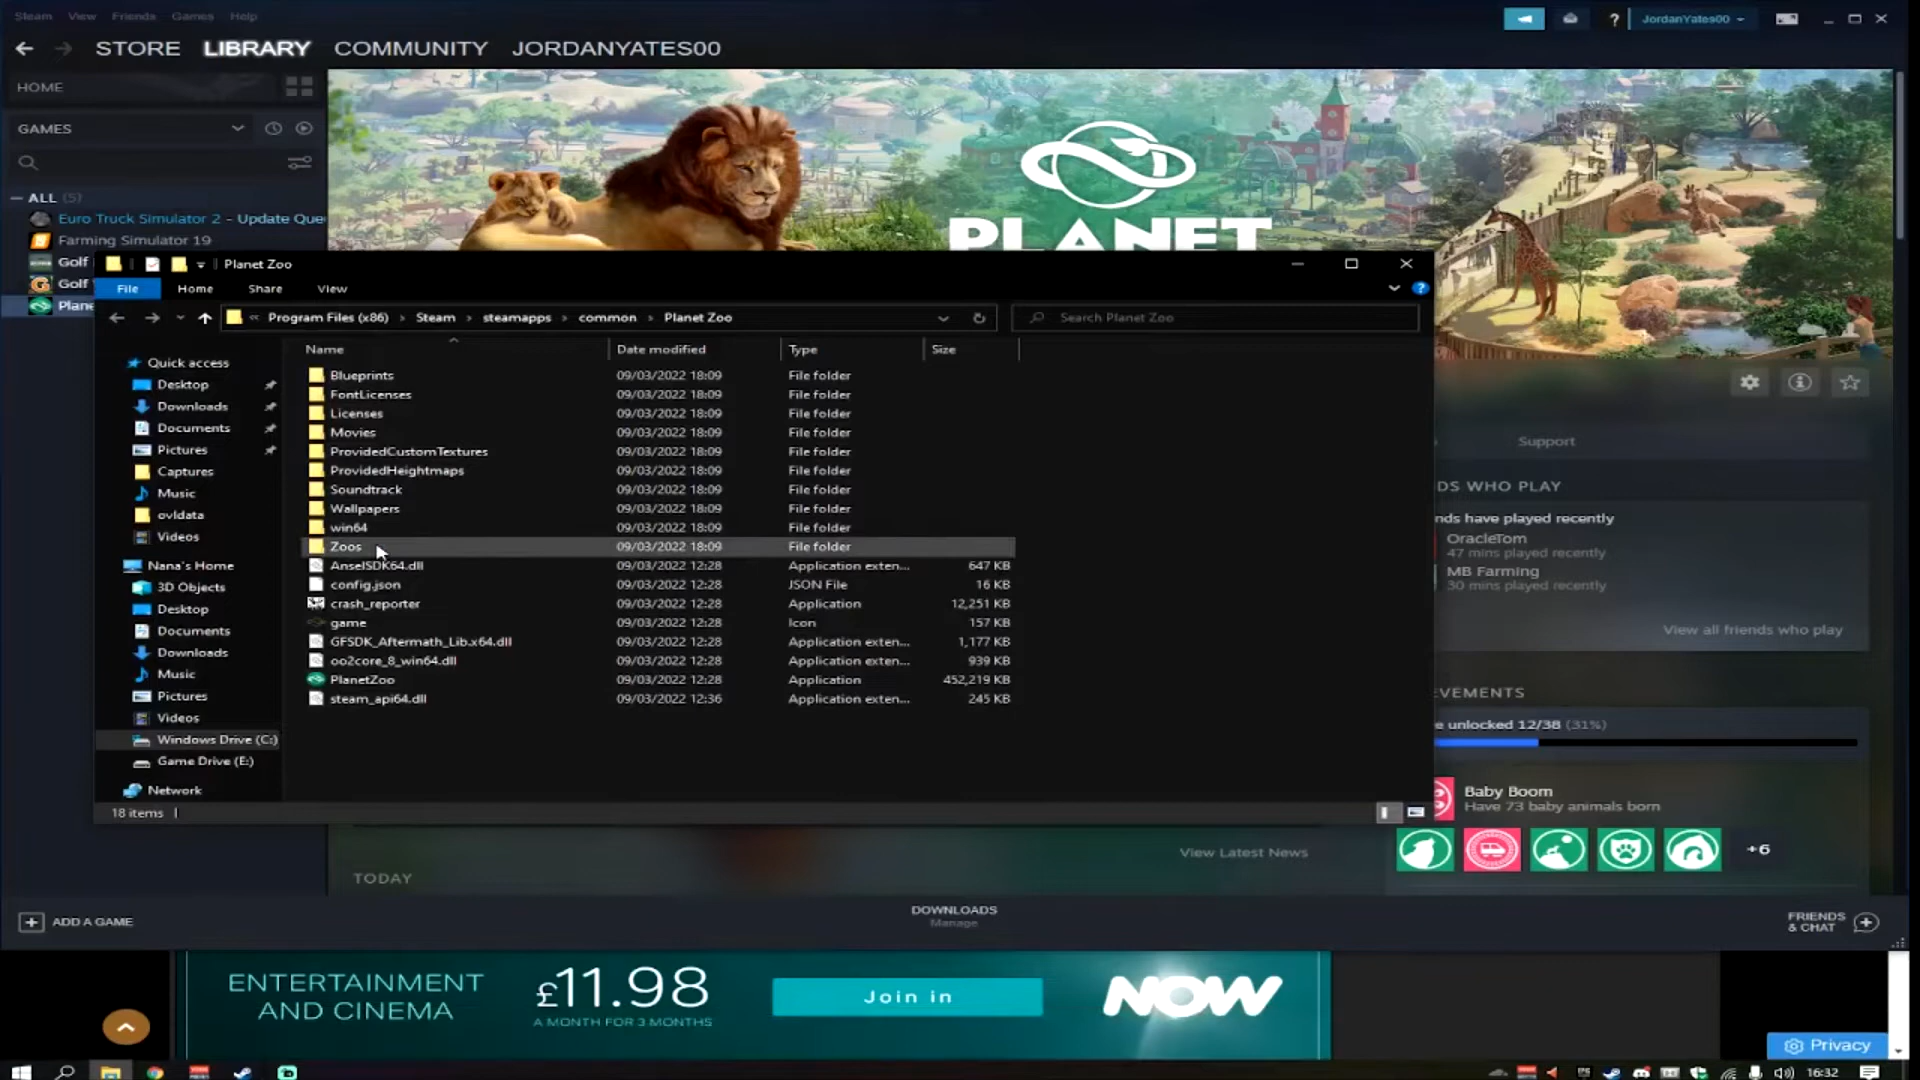 Steam View Friends Games Help
JordanYates00
STORE LIBRARY COMMUNITY JORDANYATES00
HOME
GAMES
ALL (5)
Euro Truck Simulator 2 - Update Que
Farming Simulator 19
Golf
Golf
Plane
PLANET
Planet Zoo
File Home Share View
« Program Files (x86) › Steam › steamapps › common › Planet Zoo
Search Planet Zoo
Name Date modified Type Size
Quick access
Desktop
Downloads
Documents
Pictures
Captures
Music
ovldata
Videos
Nana's Home
3D Objects
Desktop
Documents
Downloads
Music
Pictures
Videos
Windows Drive (C:)
Game Drive (E:)
Network
Blueprints 09/03/2022 18:09 File folder
FontLicenses 09/03/2022 18:09 File folder
Licenses 09/03/2022 18:09 File folder
Movies 09/03/2022 18:09 File folder
ProvidedCustomTextures 09/03/2022 18:09 File folder
ProvidedHeightmaps 09/03/2022 18:09 File folder
Soundtrack 09/03/2022 18:09 File folder
Wallpapers 09/03/2022 18:09 File folder
win64 09/03/2022 18:09 File folder
Zoos 09/03/2022 18:09 File folder
AnselSDK64.dll 09/03/2022 12:28 Application exten... 647 KB
config.json 09/03/2022 12:28 JSON File 16 KB
crash_reporter 09/03/2022 12:28 Application 12,251 KB
game 09/03/2022 12:28 Icon 157 KB
GFSDK_Aftermath_Lib.x64.dll 09/03/2022 12:28 Application exten... 1,177 KB
oo2core_8_win64.dll 09/03/2022 12:28 Application exten... 939 KB
PlanetZoo 09/03/2022 12:28 Application 452,219 KB
steam_api64.dll 09/03/2022 12:36 Application exten... 245 KB
18 items
Support
DS WHO PLAY
nds have played recently
OracleTom
47 mins played recently
MB Farming
30 mins played recently
View all friends who play
EVEMENTS
e unlocked 12/38 (31%)
Baby Boom
Have 73 baby animals born
+6
View Latest News
TODAY
ADD A GAME
DOWNLOADS
Manage
FRIENDS
& CHAT
ENTERTAINMENT
AND CINEMA
£11.98
A MONTH FOR 3 MONTHS
Join in
NOW
Privacy
16:32